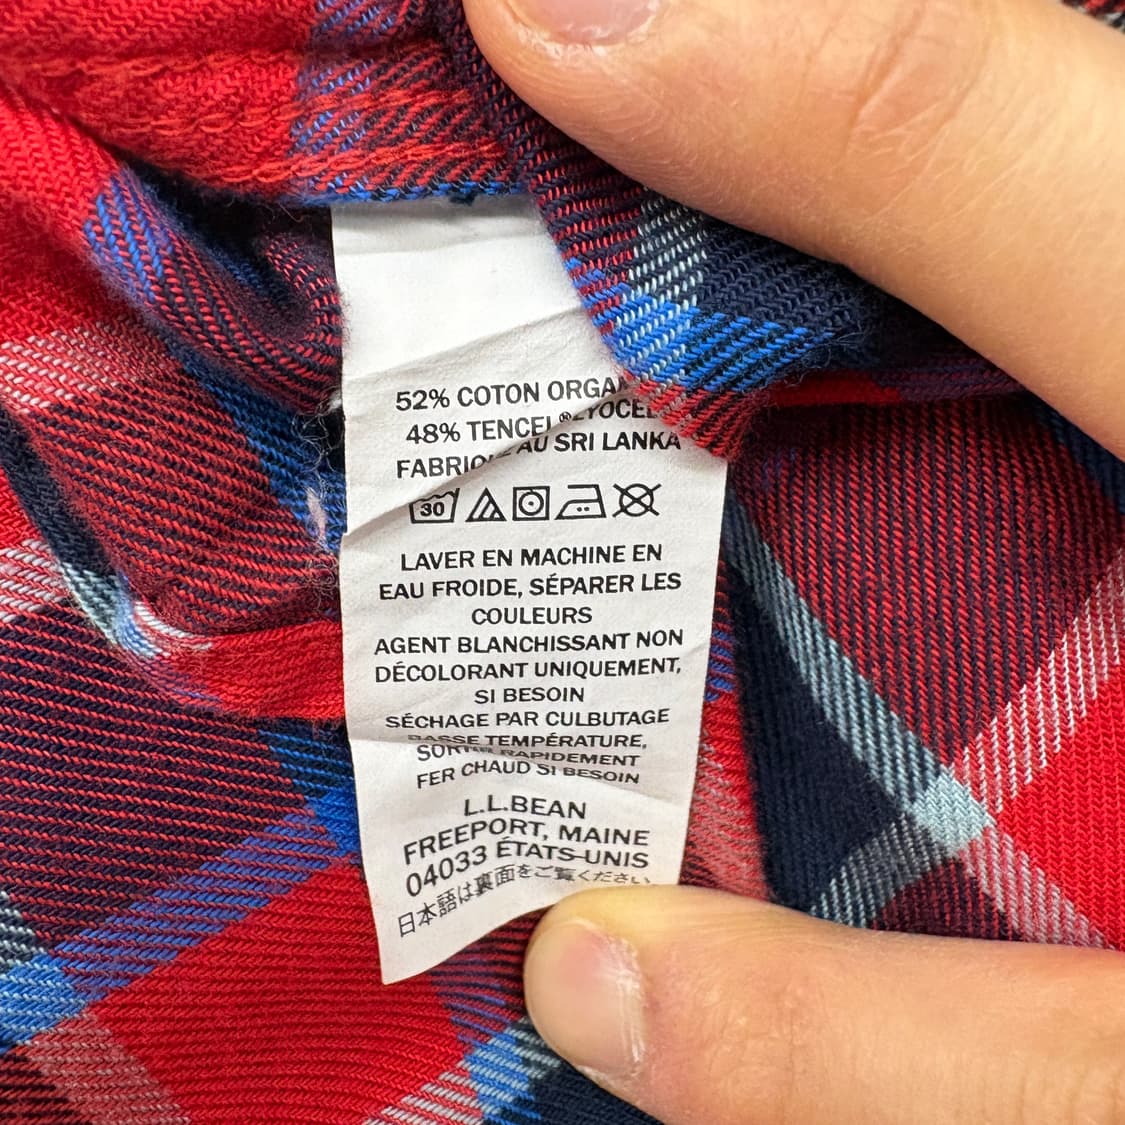 52% COTON ORGA
48% TENCEL® LYOCEL
FABRIQ AU SRI LANKA
30
LAVER EN MACHINE EN
EAU FROIDE, SÉPARER LES
COULEURS
AGENT BLANCHISSANT NON
DÉCOLORANT UNIQUEMENT,
SI BESOIN
SÉCHAGE PAR CULBUTAGE
BASSE TEMPÉRATURE,
RAPIDEMENT
FER CHAUD SI BESOIN
L.L.BEAN
FREEPORT, MAINE
04033 ÉTATS-UNIS
日本語は裏面をご覧ください